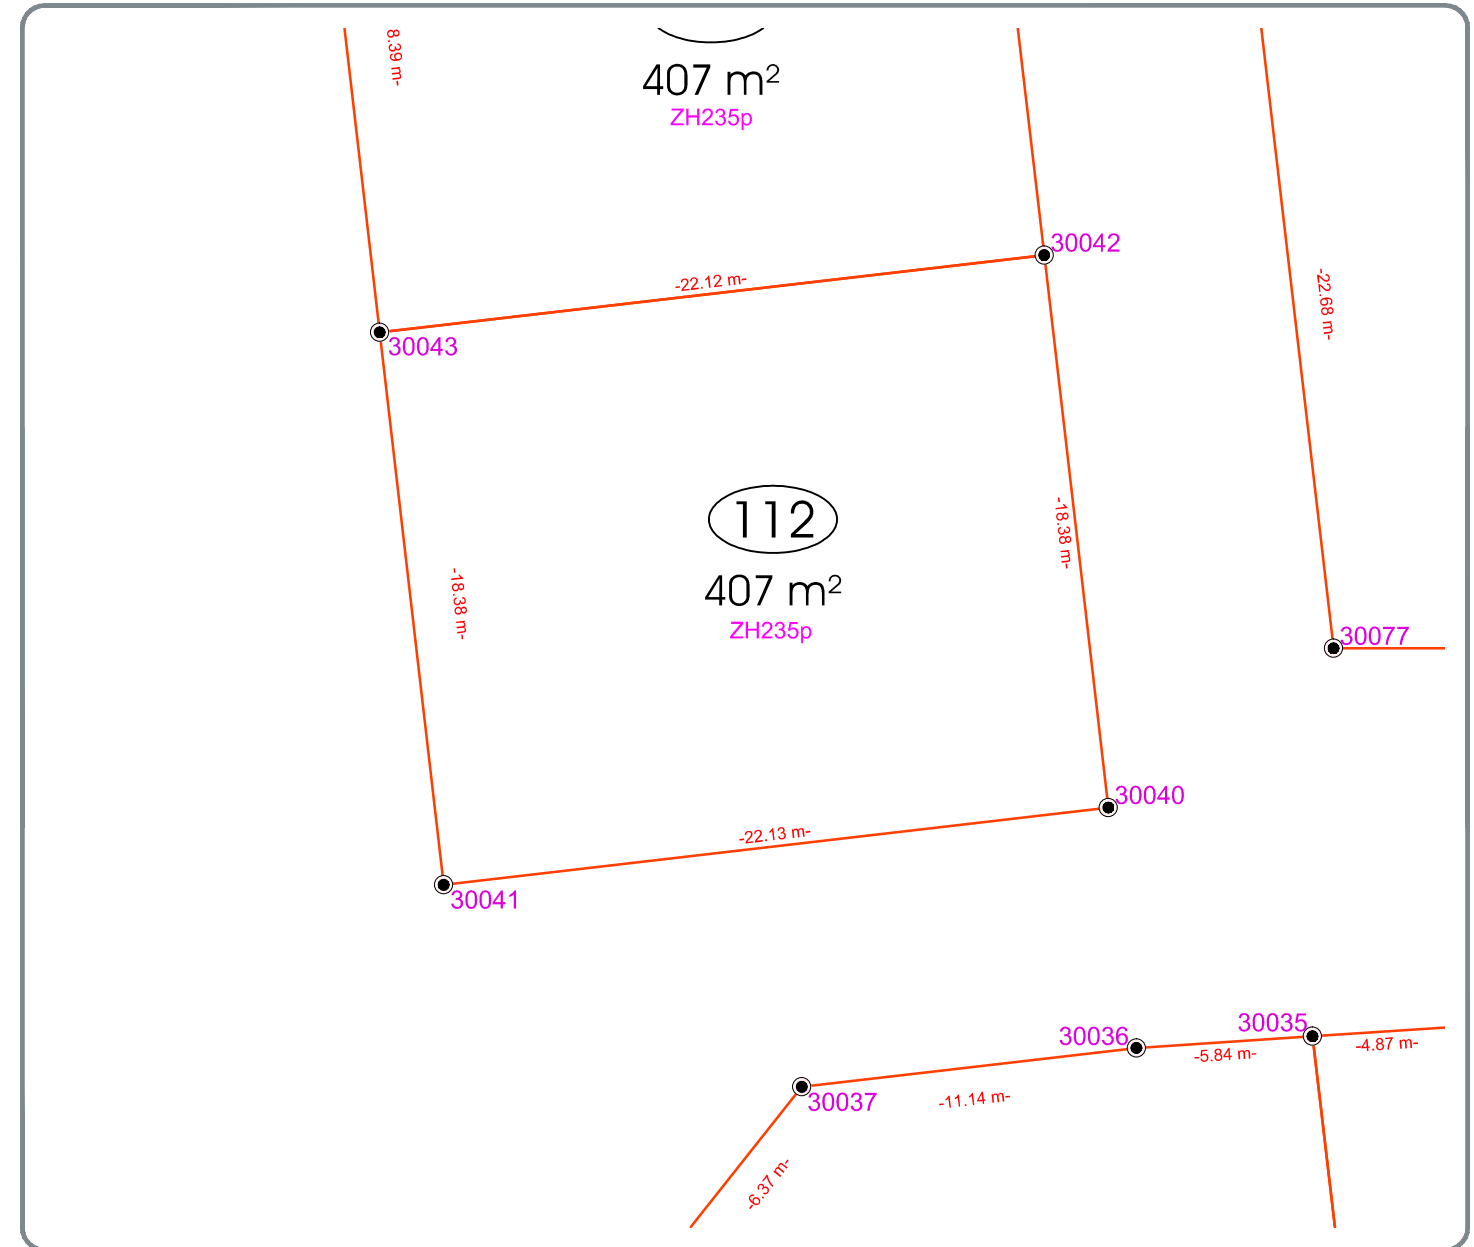 8.39 m-
407 m²
ZH235p
30042
-22.12 m-
30043
-22.68 m-
112
407 m²
ZH235p
-18.38 m-
-18.38 m-
30077
30040
-22.13 m-
30041
30035
30036
-4.87 m-
-5.84 m-
30037
-11.14 m-
-6.37 m-